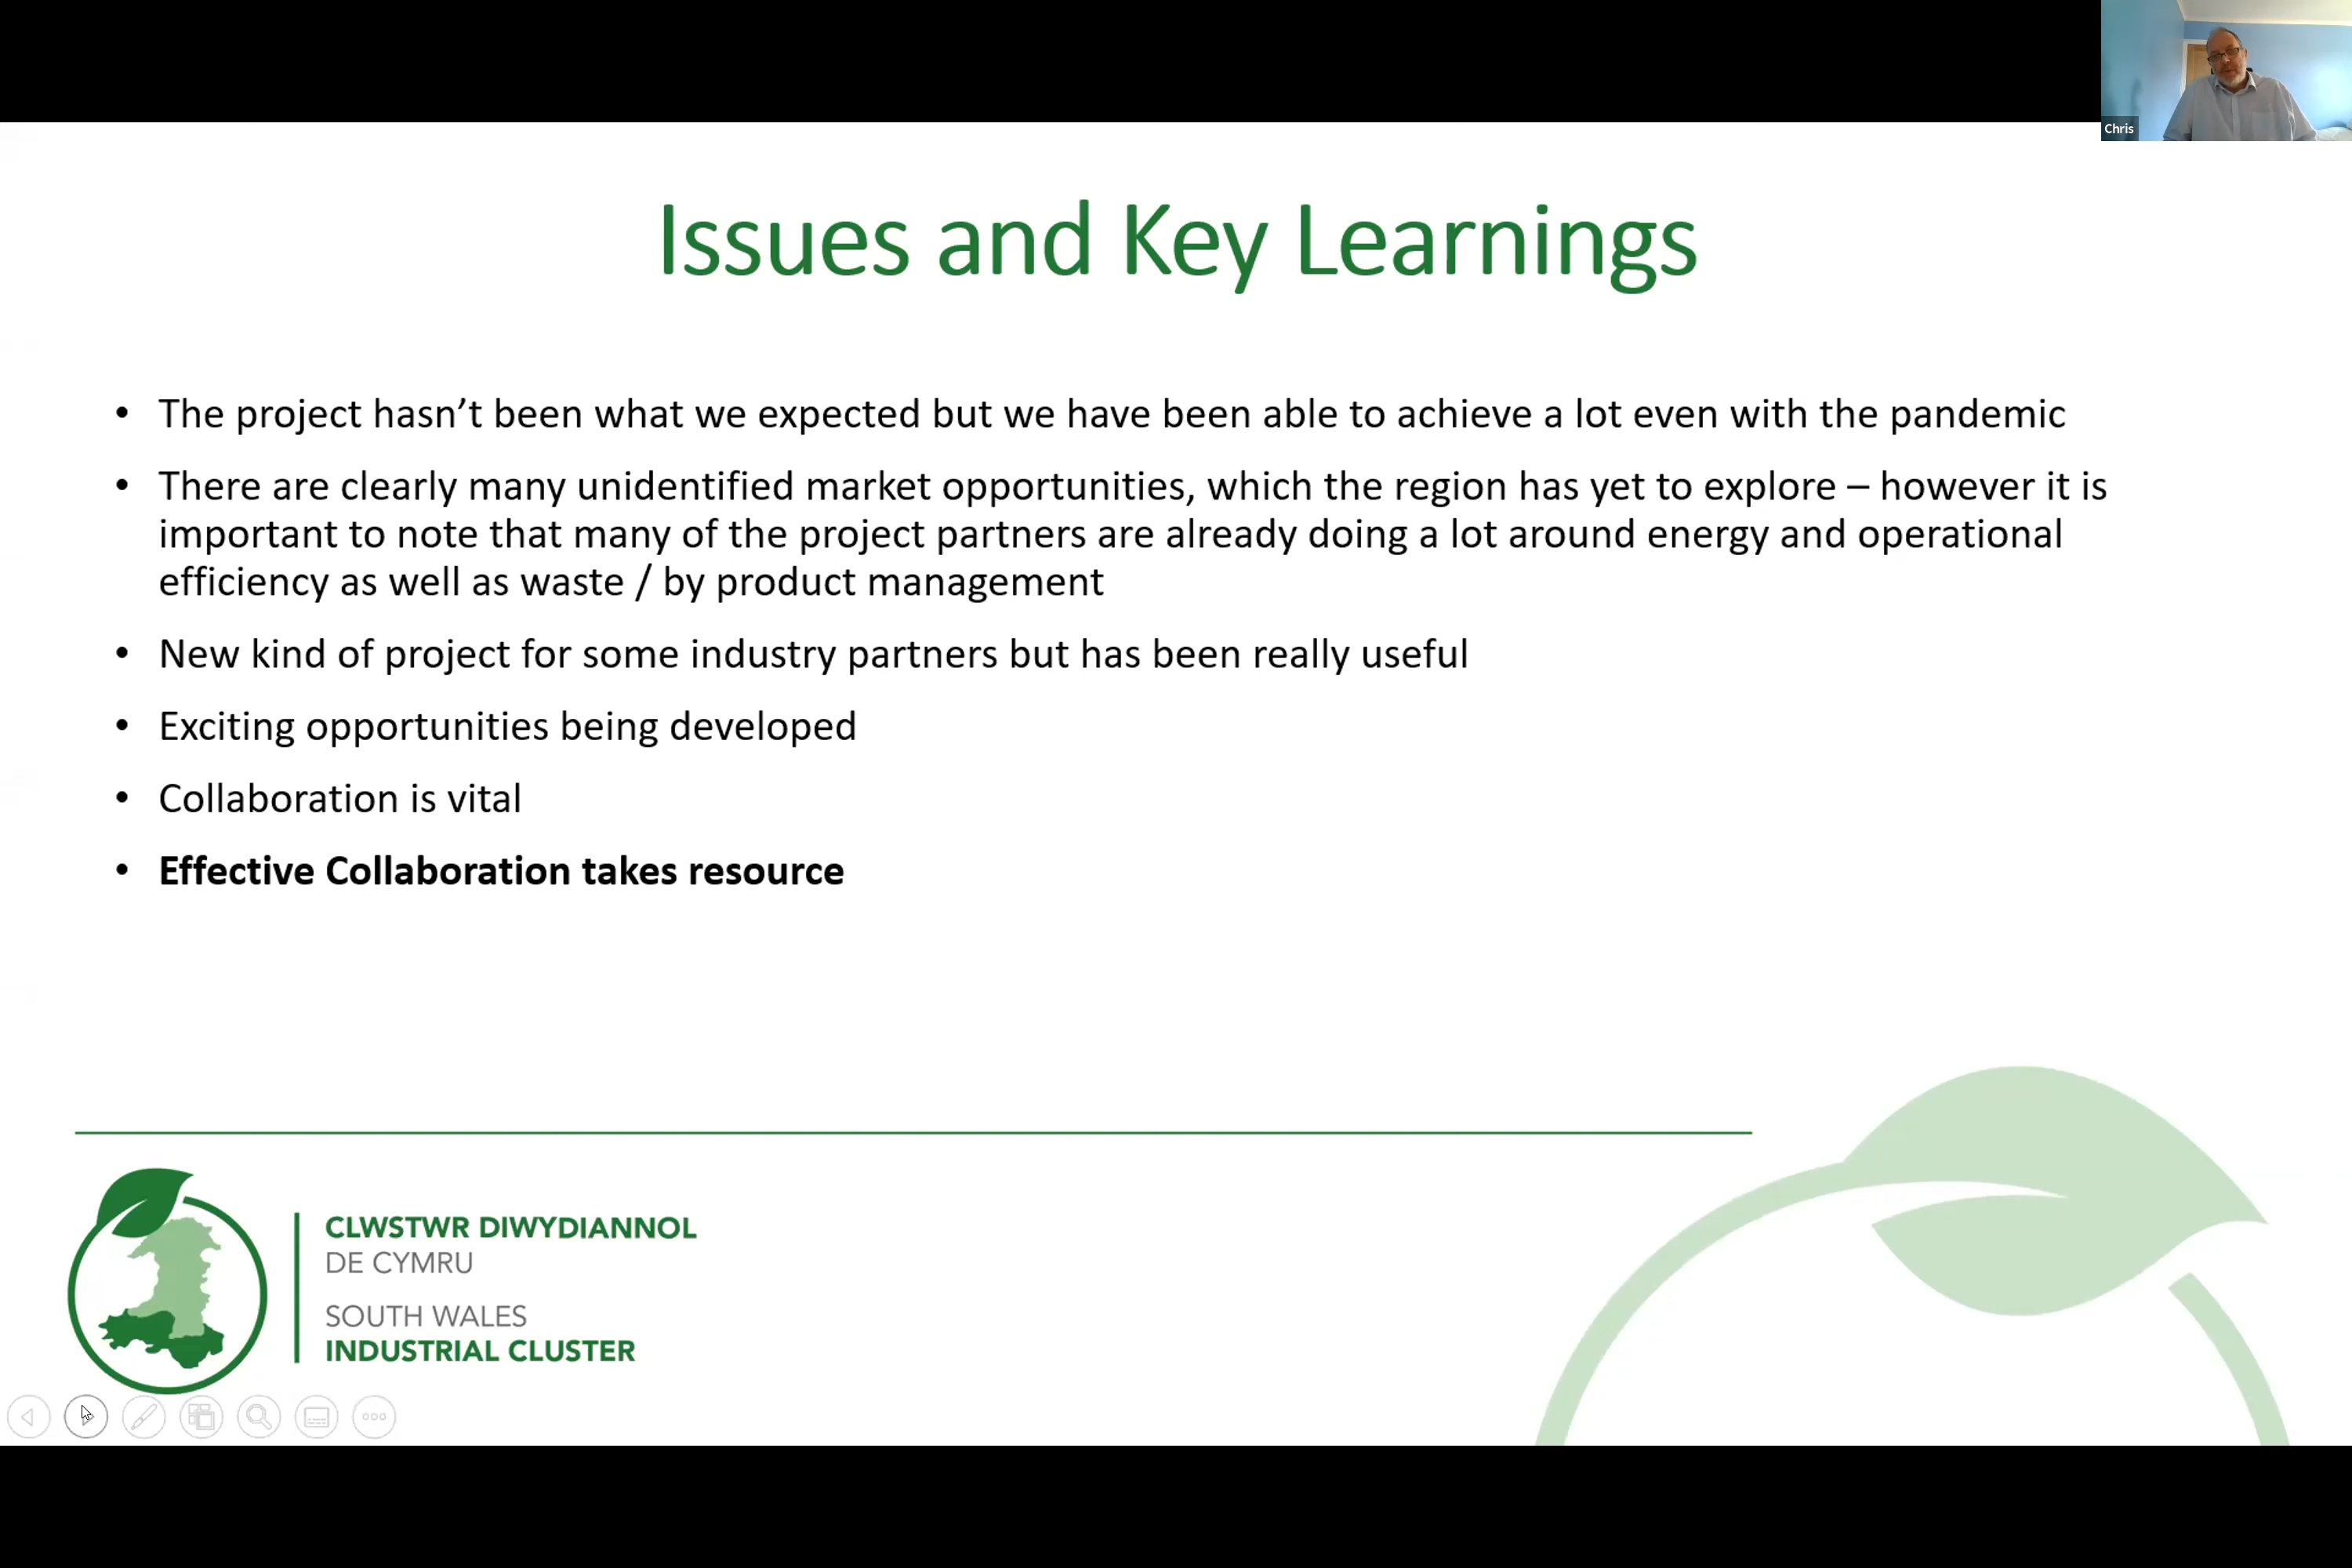 Chris
Issues and Key Learnings
• The project hasn’t been what we expected but we have been able to achieve a lot even with the pandemic
• There are clearly many unidentified market opportunities, which the region has yet to explore – however it is
important to note that many of the project partners are already doing a lot around energy and operational
efficiency as well as waste / by product management
• New kind of project for some industry partners but has been really useful
• Exciting opportunities being developed
• Collaboration is vital
• Effective Collaboration takes resource
CLWSTWR DIWYDIANNOL
DE CYMRU
SOUTH WALES
INDUSTRIAL CLUSTER